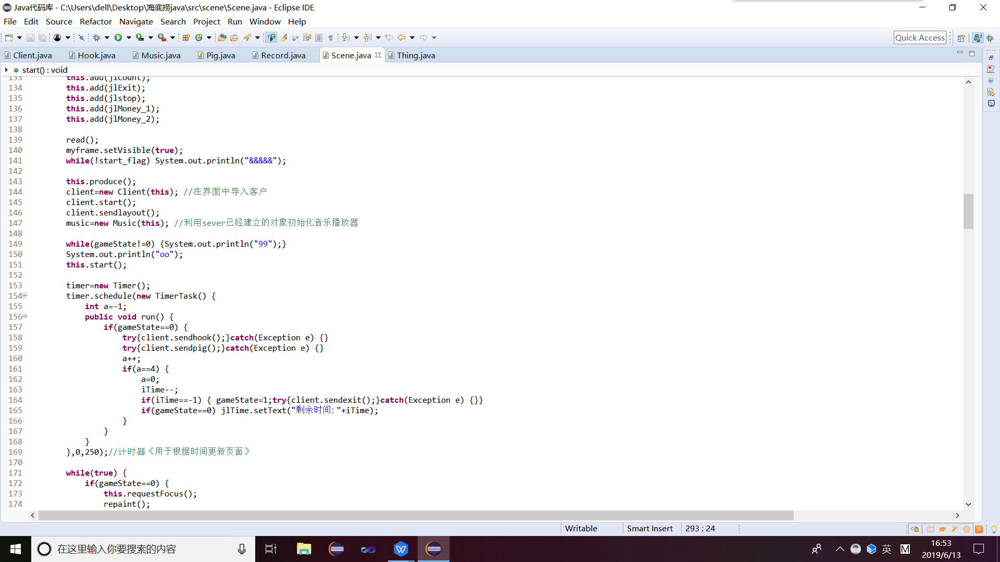 Java代码库 - C:\Users\dell\Desktop\海底捞java\src\scene\Scene.java - Eclipse IDE
File Edit Source Refactor Navigate Search Project Run Window Help
Quick Access
Client.java Hook.java Music.java Pig.java Record.java Scene.java Thing.java
start() : void
133 this.add(jlCount);
134 this.add(jlExit);
135 this.add(jlstop);
136 this.add(jlMoney_1);
137 this.add(jlMoney_2);
138
139 read();
140 myframe.setVisible(true);
141 while(!start_flag) System.out.println("&&&&&");
142
143 this.produce();
144 client=new Client(this); //在界面中导入客户
145 client.start();
146 client.sendlayout();
147 music=new Music(this); //利用sever已经建立的对象初始化音乐播放器
148
149 while(gameState!=0) {System.out.println("99");}
150 System.out.println("oo");
151 this.start();
152
153 timer=new Timer();
154 timer.schedule(new TimerTask() {
155 int a=-1;
156 public void run() {
157 if(gameState==0) {
158 try{client.sendhook();}catch(Exception e) {}
159 try{client.sendpig();}catch(Exception e) {}
160 a++;
161 if(a==4) {
162 a=0;
163 iTime--;
164 if(iTime==-1) { gameState=1;try{client.sendexit();}catch(Exception e) {}}
165 if(gameState==0) jlTime.setText("剩余时间: "+iTime);
166 }
167 }
168 }
169 },0,250);//计时器《用于根据时间更新页面》
170
171 while(true) {
172 if(gameState==0) {
173 this.requestFocus();
174 repaint();
Writable Smart Insert 293 : 24
在这里输入你要搜索的内容
英 M
16:53
2019/6/13